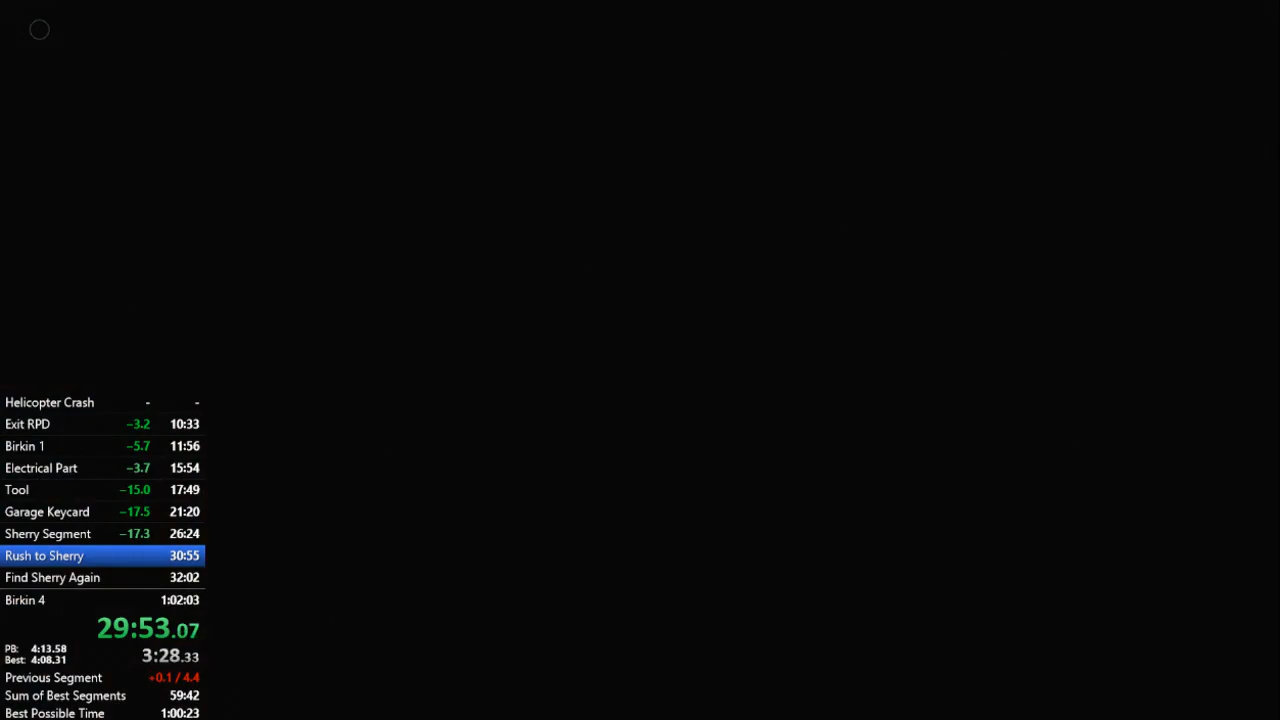 Helicopter Crash - -
Exit RPD −3.2 10:33
Birkin 1 −5.7 11:56
Electrical Part −3.7 15:54
Tool −15.0 17:49
Garage Keycard −17.5 21:20
Sherry Segment −17.3 26:24
Rush to Sherry 30:55
Find Sherry Again 32:02
Birkin 4 1:02:03
29:53.07
PB: 4:13.58
Best: 4:08.31
3:28.33
Previous Segment +0.1 / 4.4
Sum of Best Segments 59:42
Best Possible Time 1:00:23